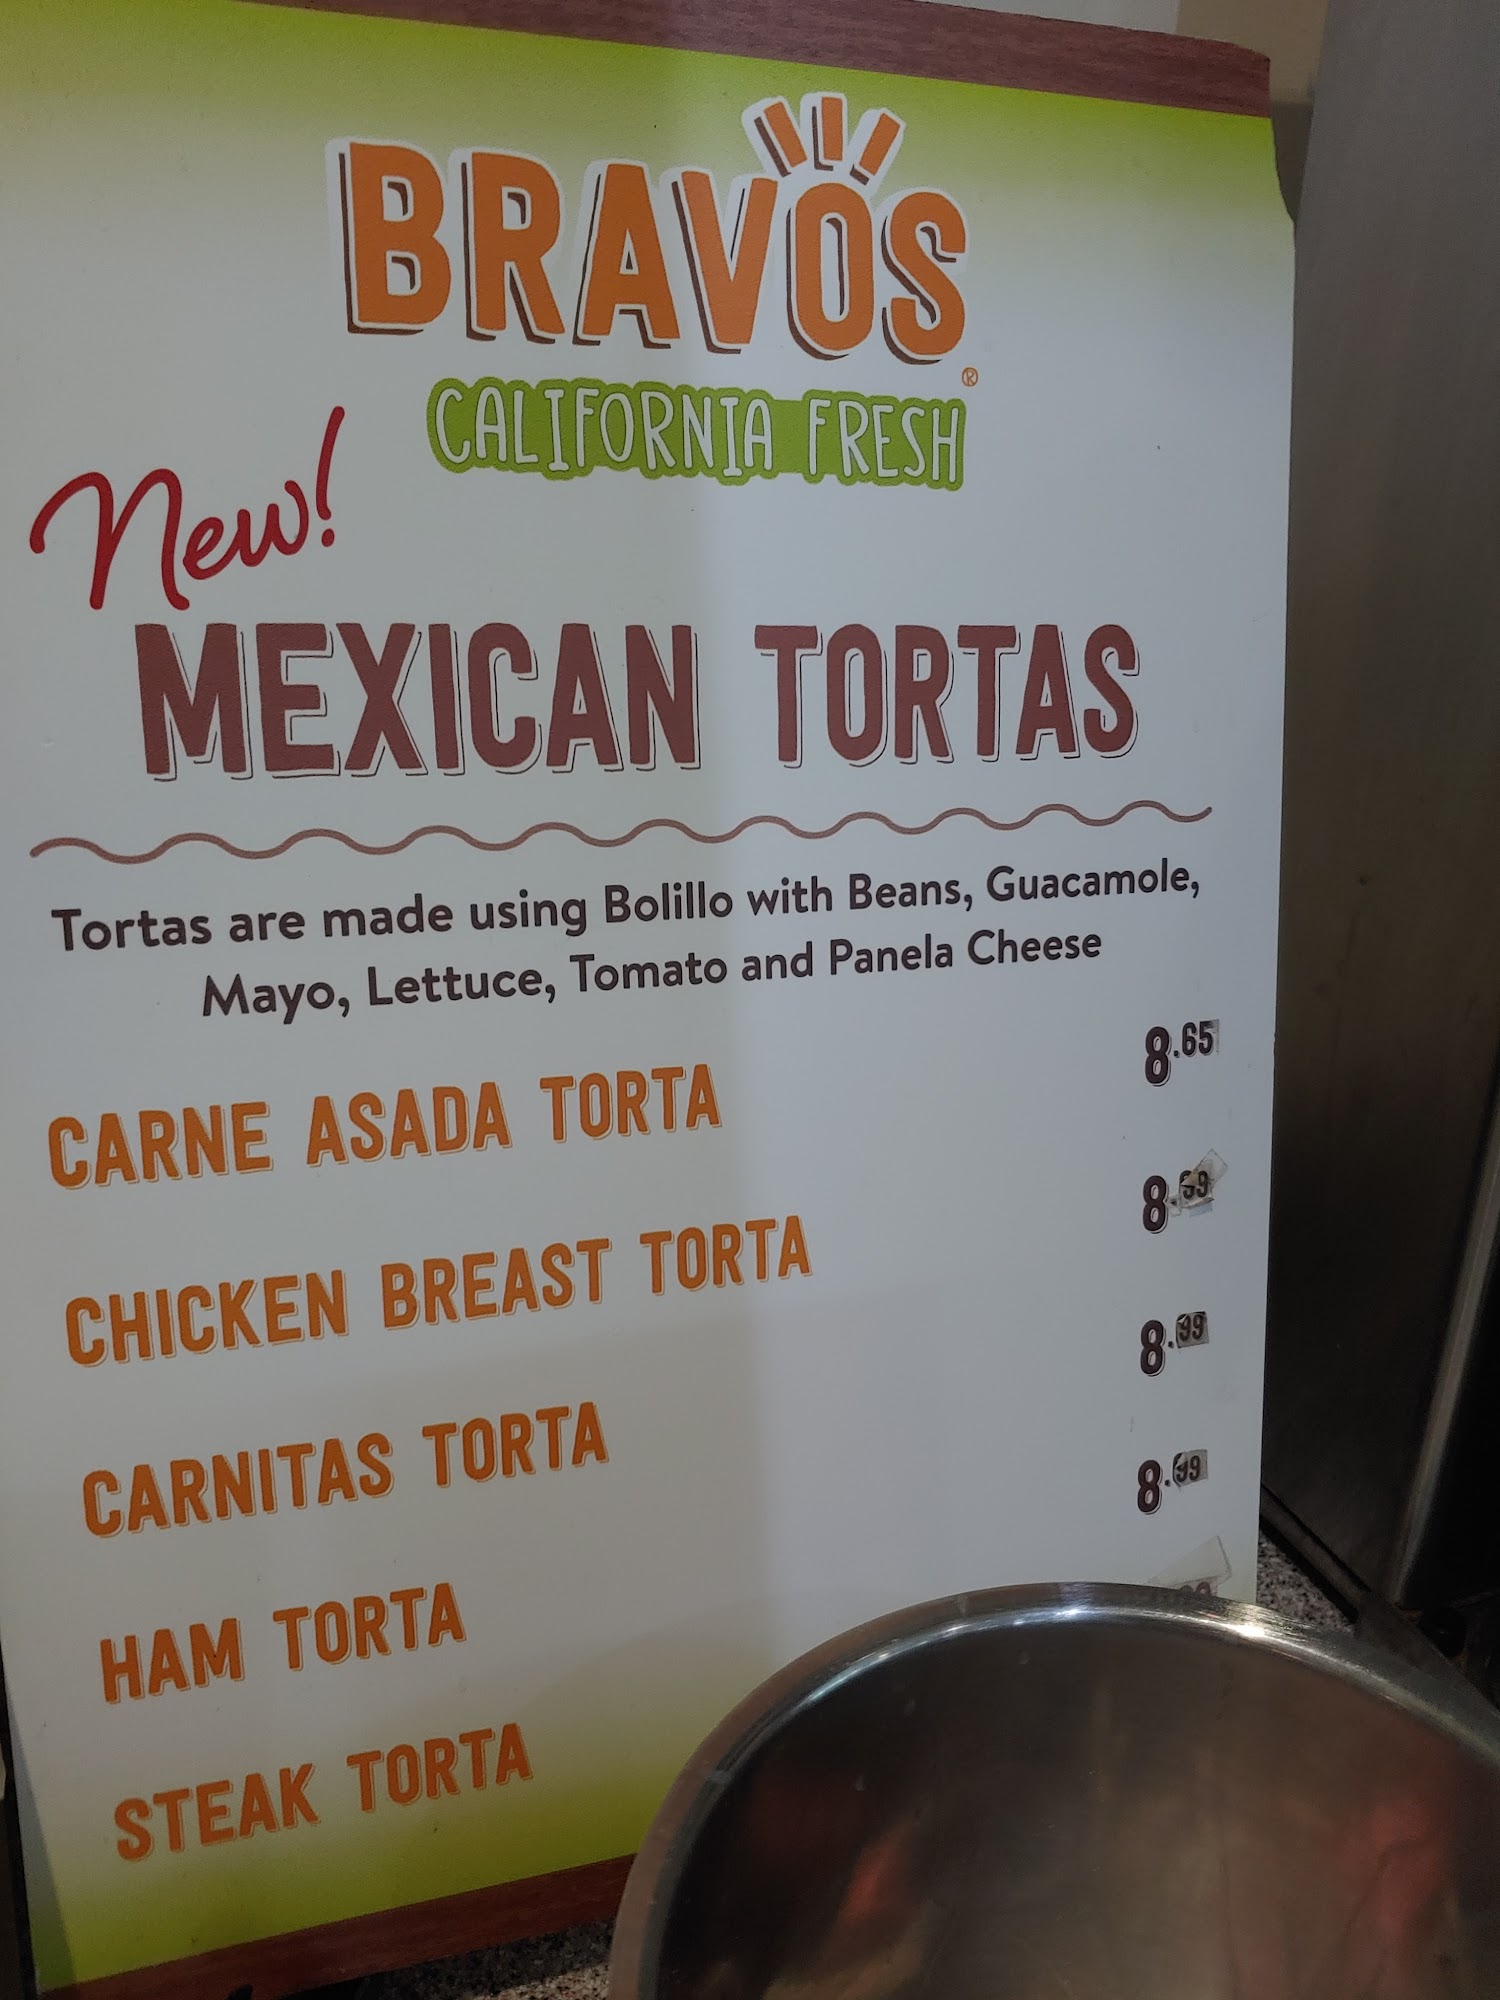 BRAVOS®
CALIFORNIA FRESH
New!
MEXICAN TORTAS
Tortas are made using Bolillo with Beans, Guacamole,
Mayo, Lettuce, Tomato and Panela Cheese
CARNE ASADA TORTA 8.65
CHICKEN BREAST TORTA 8.99
CARNITAS TORTA 8.99
HAM TORTA 8.99
STEAK TORTA